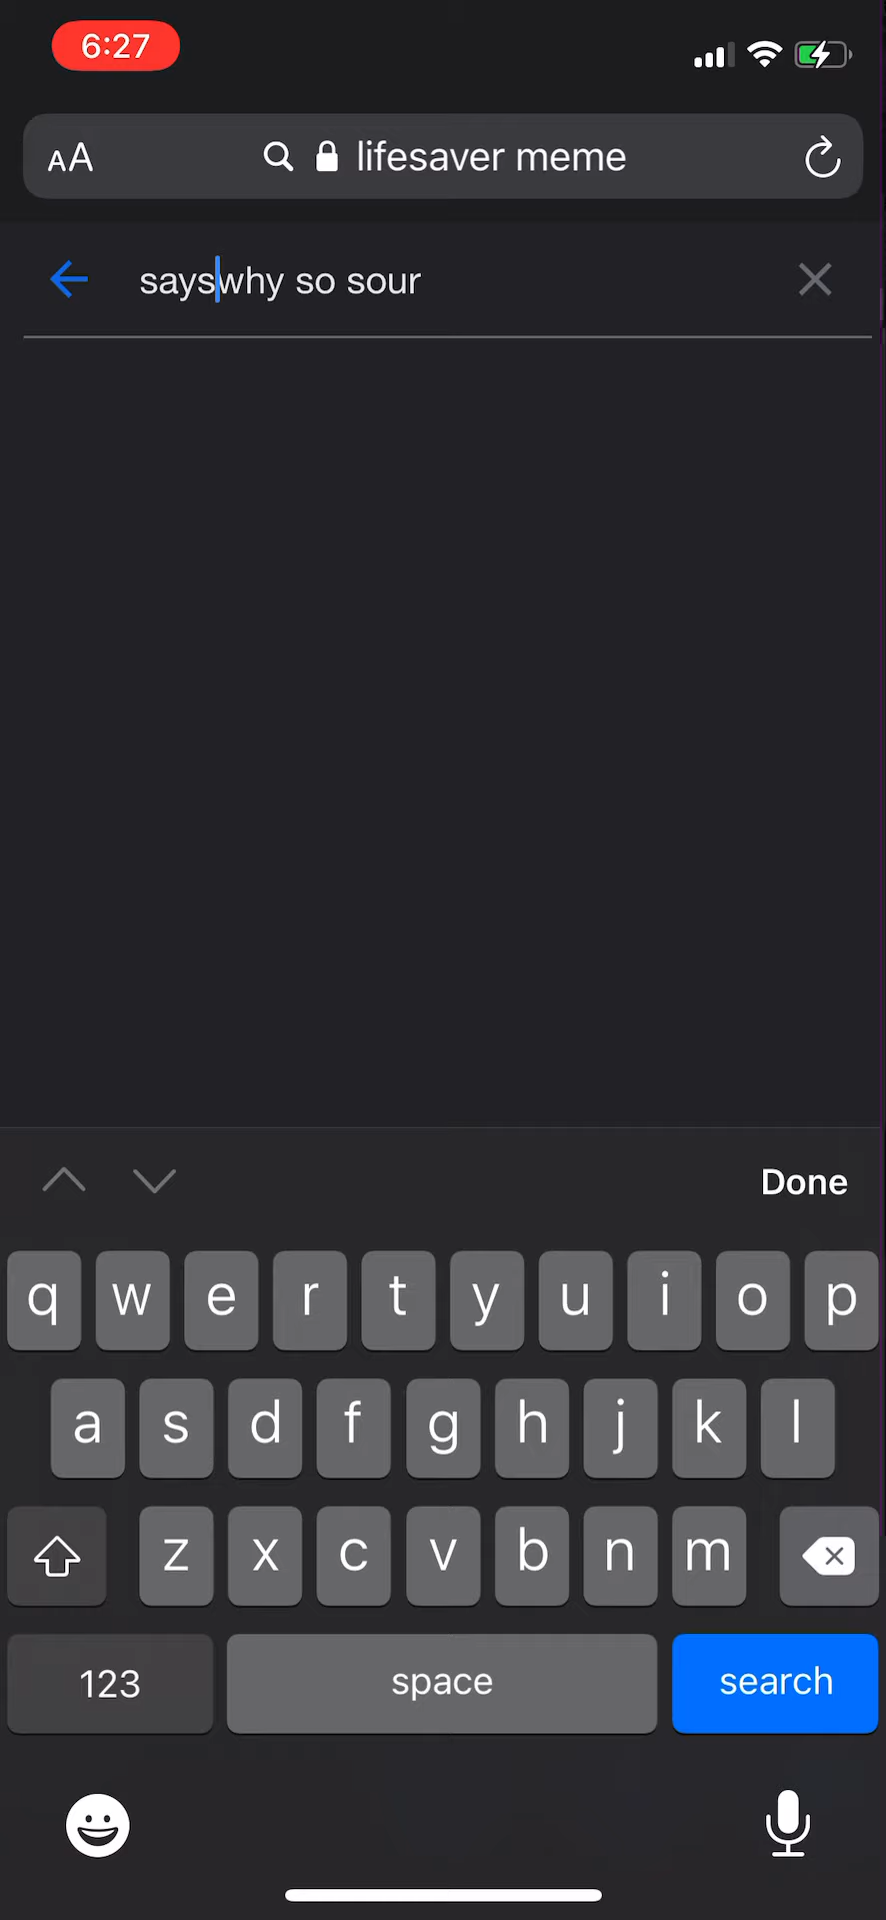 6:27
AA lifesaver meme
sayswhy so sour
Done
q w e r t y u i o p
a s d f g h j k l
z x c v b n m
123 space search